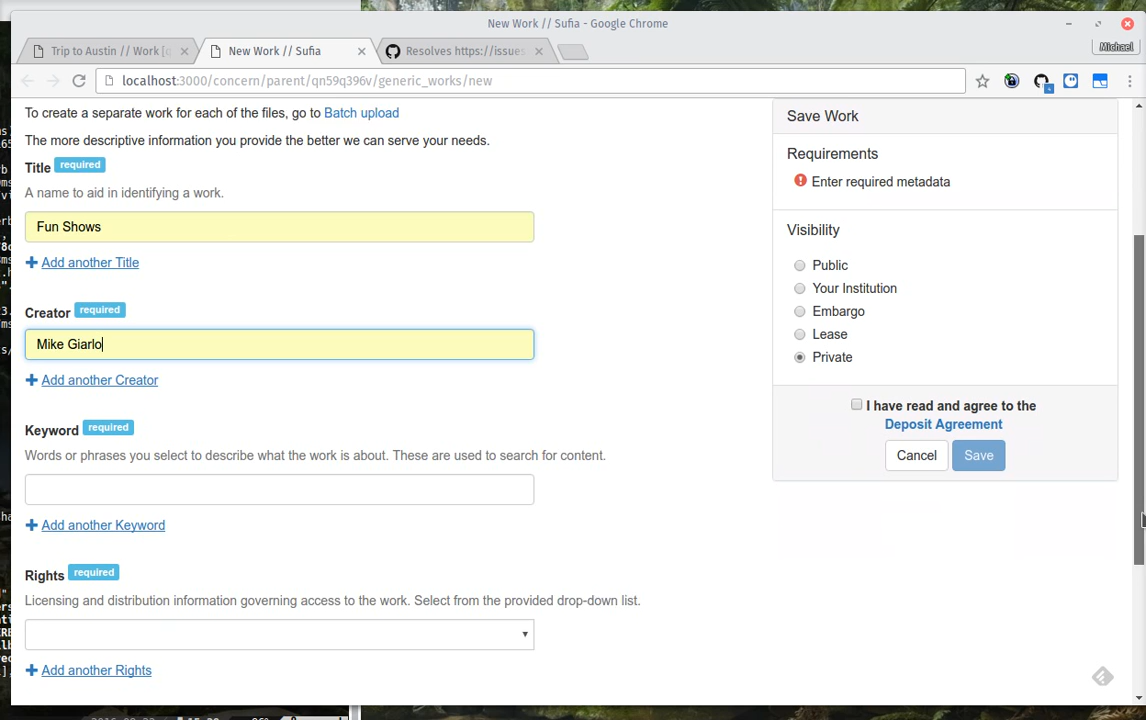 New Work // Sufia - Google Chrome
Trip to Austin // Work [q
New Work // Sufia
Resolves https://issues.
Michael
localhost:3000/concern/parent/qn59q396v/generic_works/new
To create a separate work for each of the files, go to Batch upload
The more descriptive information you provide the better we can serve your needs.
Title required
A name to aid in identifying a work.
Fun Shows
+ Add another Title
Creator required
Mike Giarlo
+ Add another Creator
Keyword required
Words or phrases you select to describe what the work is about. These are used to search for content.
+ Add another Keyword
Rights required
Licensing and distribution information governing access to the work. Select from the provided drop-down list.
+ Add another Rights
Save Work
Requirements
Enter required metadata
Visibility
Public
Your Institution
Embargo
Lease
Private
I have read and agree to the
Deposit Agreement
Cancel
Save